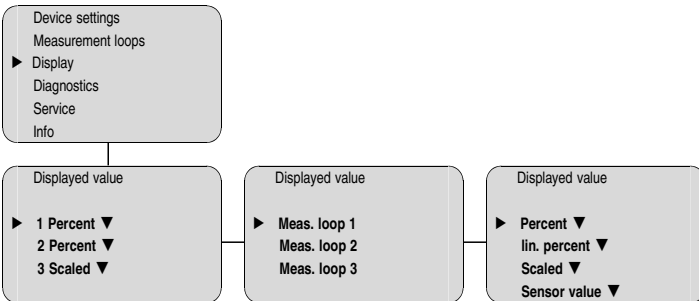 Device settings
Measurement loops
▶ Display
Diagnostics
Service
Info
Displayed value
▶ 1 Percent ▼
2 Percent ▼
3 Scaled ▼
Displayed value
▶ Meas. loop 1
Meas. loop 2
Meas. loop 3
Displayed value
▶ Percent ▼
lin. percent ▼
Scaled ▼
Sensor value ▼